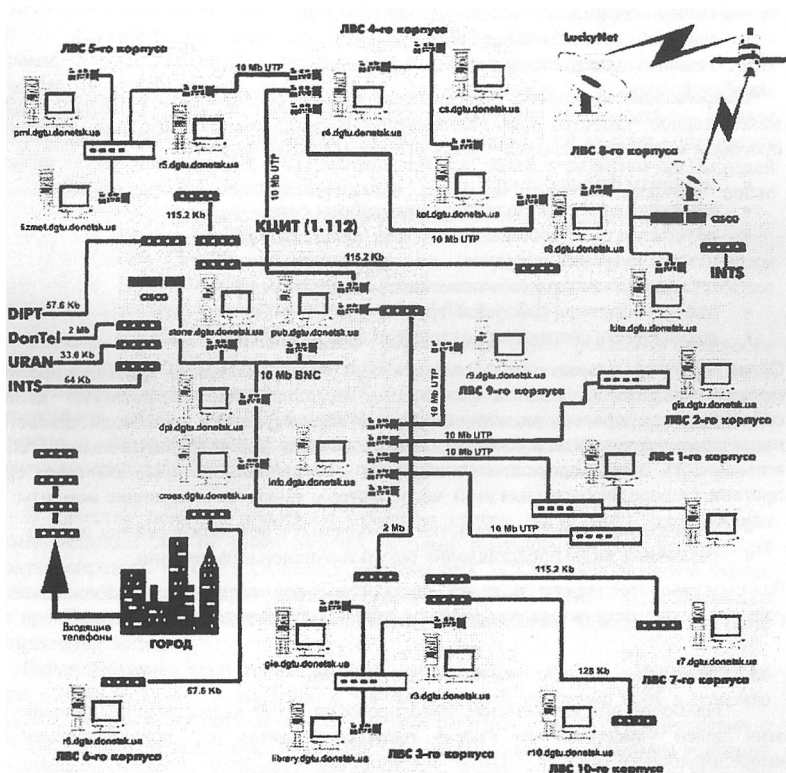 ЛВС 5-го корпуса
ЛВС 4-го корпуса
LuckyNet
10 Mb UTP
pml.dgtu.donetsk.ua
r5.dgtu.donetsk.ua
r4.dgtu.donetsk.ua
cs.dgtu.donetsk.ua
10 Mb UTP
ЛВС 8-го корпуса
fizmet.dgtu.donetsk.ua
kol.dgtu.donetsk.ua
r8.dgtu.donetsk.ua
CISCO
115.2 Kb
КЦИТ (1.112)
10 Mb UTP
INTS
115.2 Kb
DIPT
57.6 Kb
CISCO
stone.dgtu.donetsk.ua
pub.dgtu.donetsk.ua
kita.dgtu.donetsk.ua
DonTel
2 Mb
URAN
33.6 Kb
INTS
64 Kb
10 Mb BNC
10 Mb UTP
r9.dgtu.donetsk.ua
ЛВС 9-го корпуса
gis.dgtu.donetsk.ua
ЛВС 2-го корпуса
dpi.dgtu.donetsk.ua
10 Mb UTP
10 Mb UTP
ЛВС 1-го корпуса
cross.dgtu.donetsk.ua
info.dgtu.donetsk.ua
2 Mb
10 Mb UTP
115.2 Kb
Входящие
телефоны
ГОРОД
57.6 Kb
gie.dgtu.donetsk.ua
r3.dgtu.donetsk.ua
r7.dgtu.donetsk.ua
ЛВС 7-го корпуса
128 Kb
r6.dgtu.donetsk.ua
ЛВС 6-го корпуса
library.dgtu.donetsk.ua
ЛВС 3-го корпуса
r10.dgtu.donetsk.ua
ЛВС 10-го корпуса